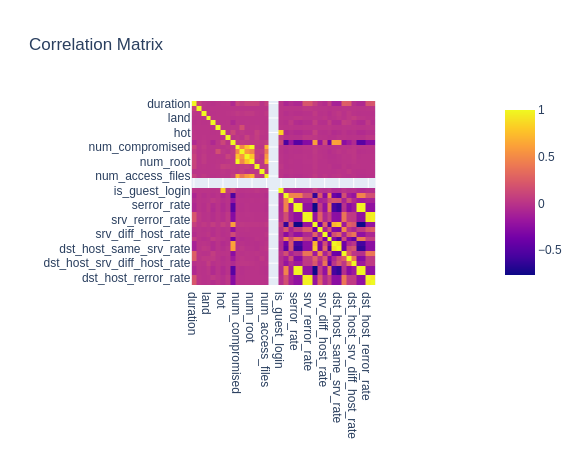 Correlation Matrix
duration
land
hot
num_compromised
num_root
num_access_files
is_guest_login
serror_rate
srv_rerror_rate
srv_diff_host_rate
dst_host_same_srv_rate
dst_host_srv_diff_host_rate
dst_host_rerror_rate
duration
land
hot
num_compromised
num_root
num_access_files
is_guest_login
serror_rate
srv_rerror_rate
srv_diff_host_rate
dst_host_same_srv_rate
dst_host_srv_diff_host_rate
dst_host_rerror_rate
1
0.5
0
−0.5